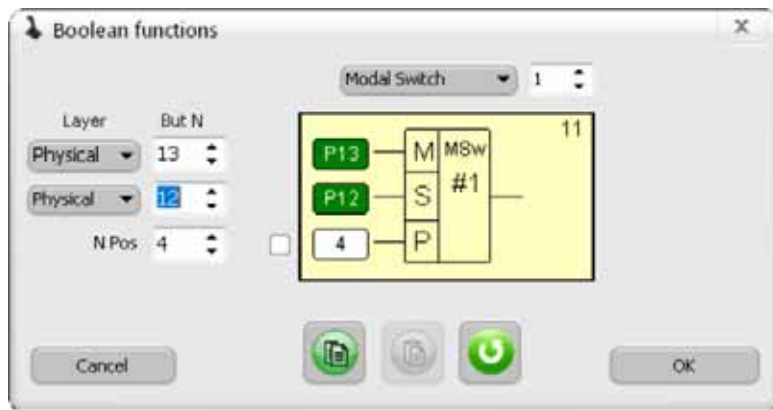 Boolean functions
x
Modal Switch 1
Layer But N
Physical 13
Physical 12
N Pos 4
11
P13 M MSw
P12 S #1
4 P
Cancel
OK